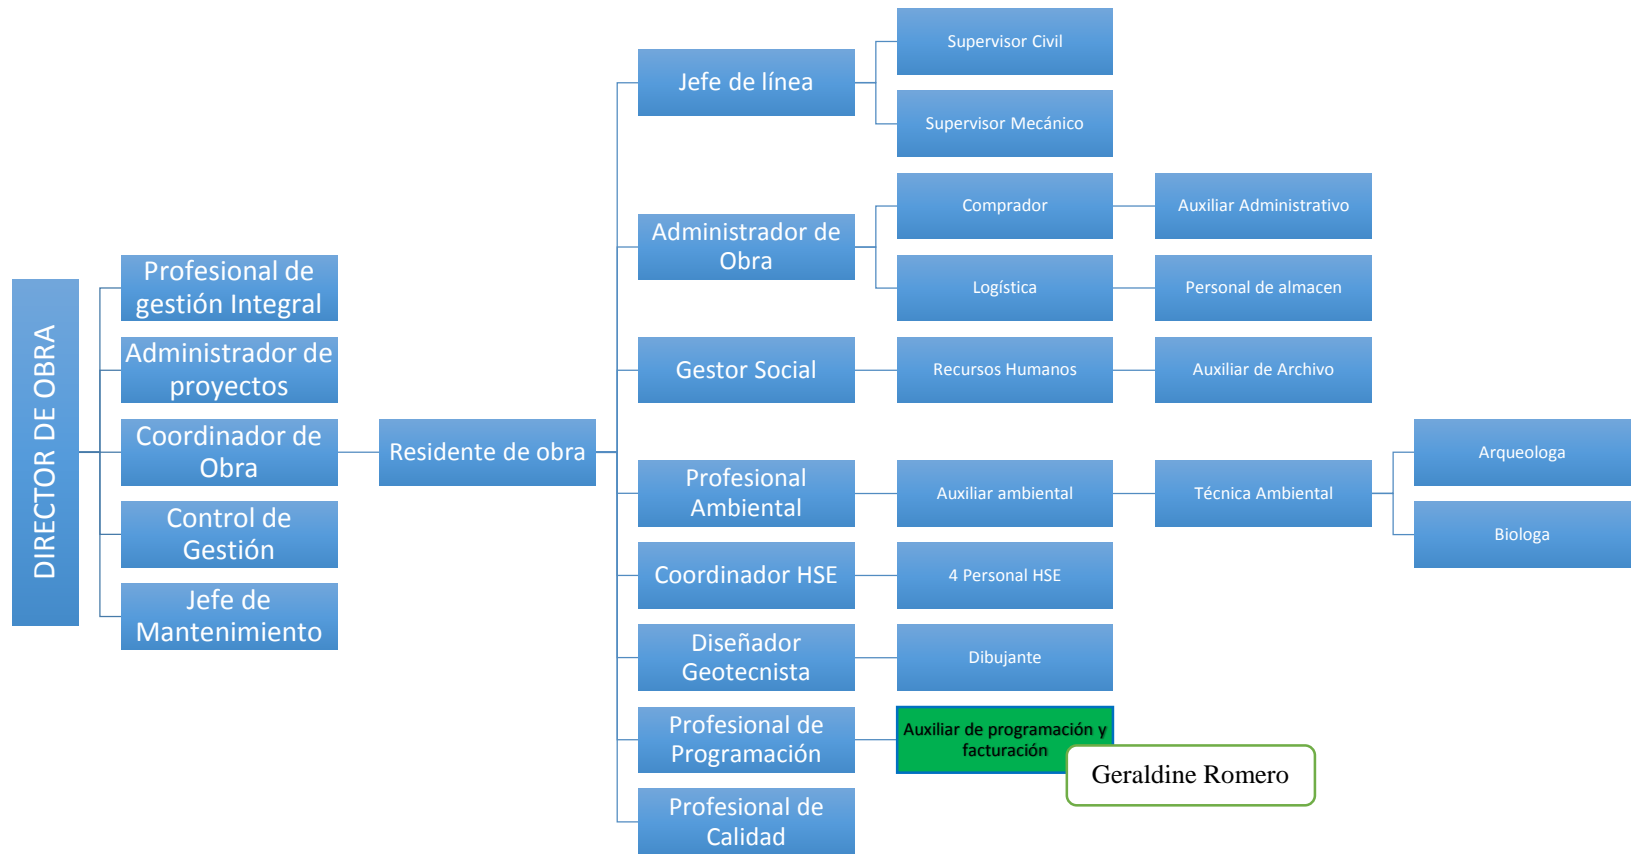 DIRECTOR DE OBRA
Profesional de
gestión Integral
Administrador de
proyectos
Coordinador de
Obra
Control de
Gestión
Jefe de
Mantenimiento
Residente de obra
Jefe de línea
Supervisor Civil
Supervisor Mecánico
Administrador de
Obra
Comprador
Auxiliar Administrativo
Logística
Personal de almacen
Gestor Social
Recursos Humanos
Auxiliar de Archivo
Profesional
Ambiental
Auxiliar ambiental
Técnica Ambiental
Arqueologa
Biologa
Coordinador HSE
4 Personal HSE
Diseñador
Geotecnista
Dibujante
Profesional de
Programación
Auxiliar de programación y
facturación
Geraldine Romero
Profesional de
Calidad